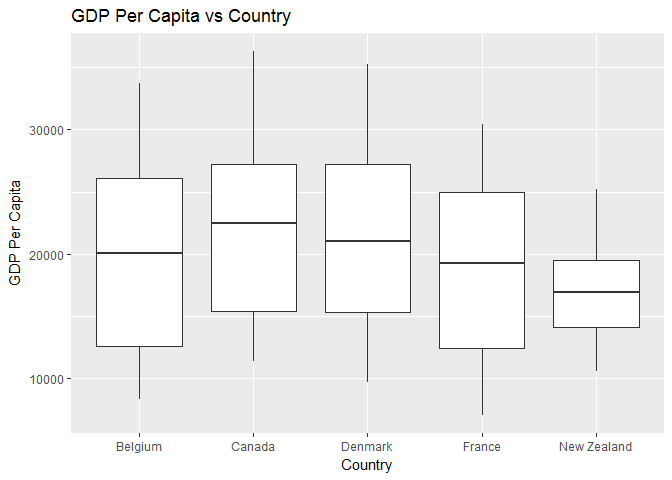 GDP Per Capita vs Country
GDP Per Capita
30000
20000
10000
Belgium
Canada
Denmark
France
New Zealand
Country